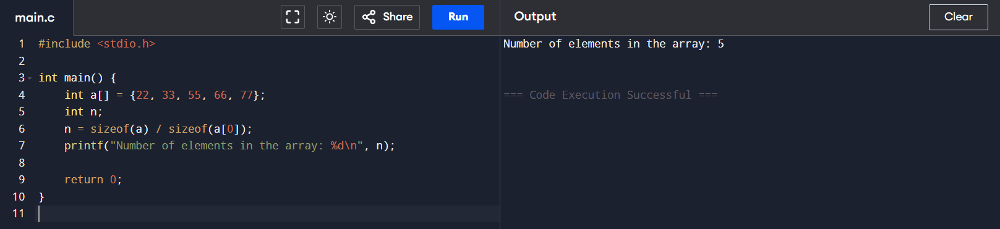 main.c
Share
Run
Output
Clear
1 #include <stdio.h>
2
3 int main() {
4     int a[] = {22, 33, 55, 66, 77};
5     int n;
6     n = sizeof(a) / sizeof(a[0]);
7     printf("Number of elements in the array: %d\n", n);
8
9     return 0;
10 }
11
Number of elements in the array: 5
=== Code Execution Successful ===